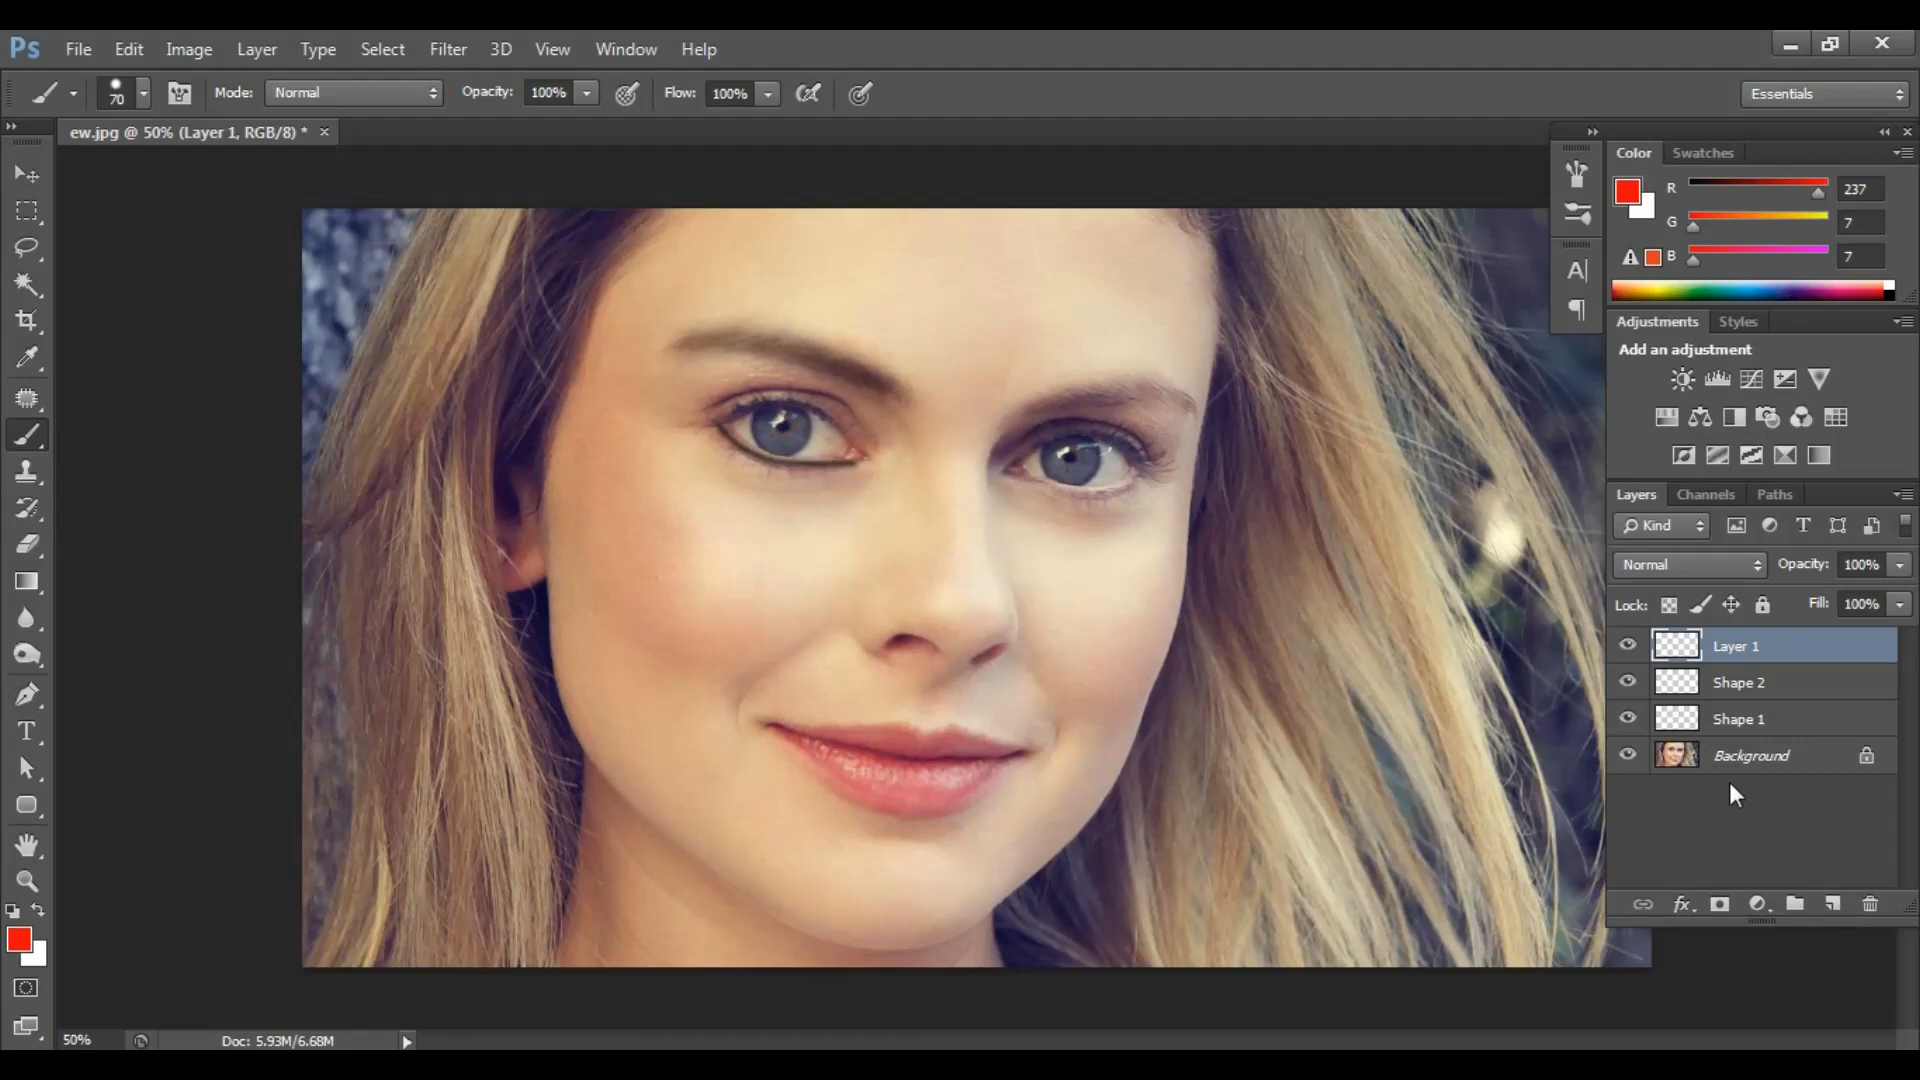 Ps File Edit Image Layer Type Select Filter 3D View Window Help
70 Mode: Normal Opacity: 100% Flow: 100% Essentials
ew.jpg @ 50% (Layer 1, RGB/8) * ×
Color Swatches
R 237
G 7
B 7
Adjustments Styles
Add an adjustment
Layers Channels Paths
Kind
Normal Opacity: 100%
Lock: Fill: 100%
Layer 1
Shape 2
Shape 1
Background
fx
50% Doc: 5.93M/6.68M